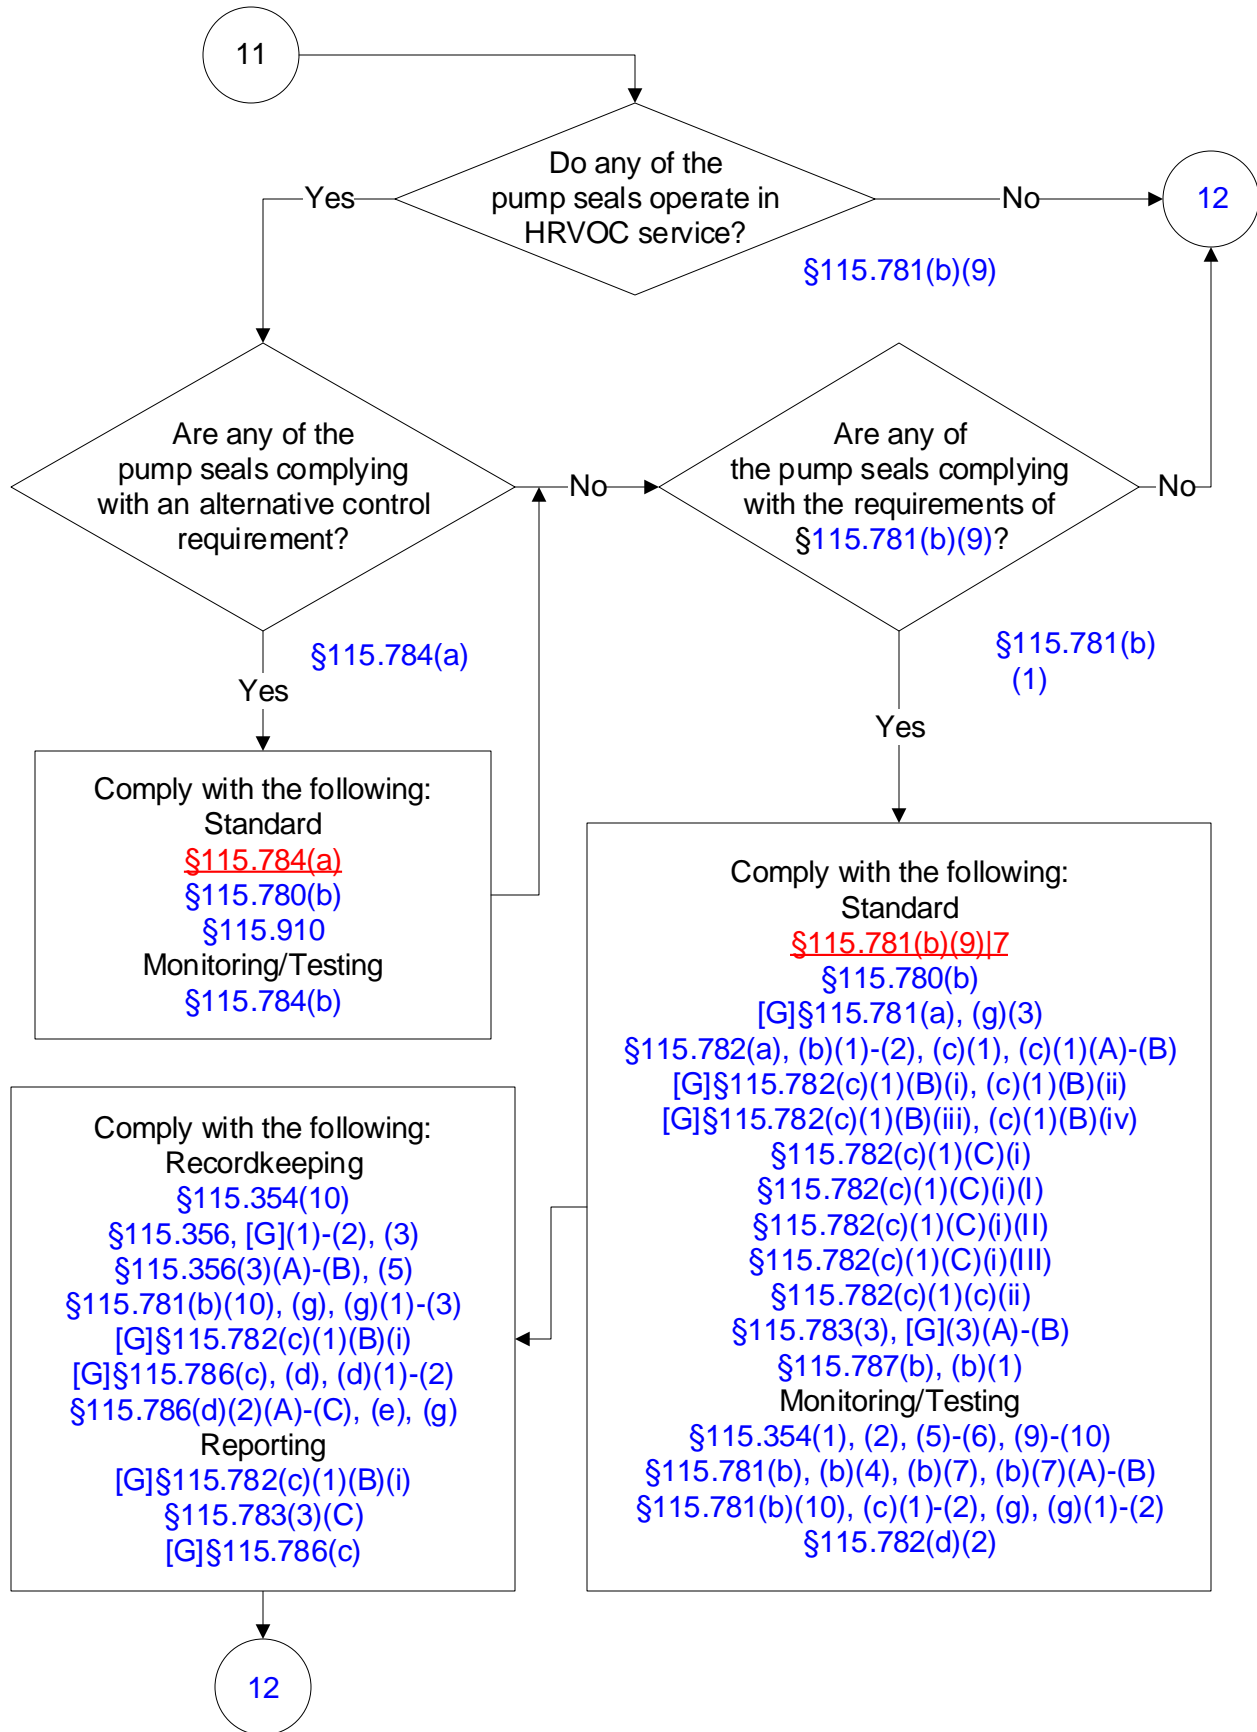 11
Do any of the
pump seals operate in
HRVOC service?
Yes
No
12
§115.781(b)(9)
Are any of the
pump seals complying
with an alternative control
requirement?
No
Are any of
the pump seals complying
with the requirements of
§115.781(b)(9)?
No
§115.784(a)
Yes
§115.781(b)
(1)
Yes
Comply with the following:
Standard
§115.784(a)
§115.780(b)
§115.910
Monitoring/Testing
§115.784(b)
Comply with the following:
Standard
§115.781(b)(9)|7
§115.780(b)
[G]§115.781(a), (g)(3)
§115.782(a), (b)(1)-(2), (c)(1), (c)(1)(A)-(B)
[G]§115.782(c)(1)(B)(i), (c)(1)(B)(ii)
[G]§115.782(c)(1)(B)(iii), (c)(1)(B)(iv)
§115.782(c)(1)(C)(i)
§115.782(c)(1)(C)(i)(I)
§115.782(c)(1)(C)(i)(II)
§115.782(c)(1)(C)(i)(III)
§115.782(c)(1)(c)(ii)
§115.783(3), [G](3)(A)-(B)
§115.787(b), (b)(1)
Monitoring/Testing
§115.354(1), (2), (5)-(6), (9)-(10)
§115.781(b), (b)(4), (b)(7), (b)(7)(A)-(B)
§115.781(b)(10), (c)(1)-(2), (g), (g)(1)-(2)
§115.782(d)(2)
Comply with the following:
Recordkeeping
§115.354(10)
§115.356, [G](1)-(2), (3)
§115.356(3)(A)-(B), (5)
§115.781(b)(10), (g), (g)(1)-(3)
[G]§115.782(c)(1)(B)(i)
[G]§115.786(c), (d), (d)(1)-(2)
§115.786(d)(2)(A)-(C), (e), (g)
Reporting
[G]§115.782(c)(1)(B)(i)
§115.783(3)(C)
[G]§115.786(c)
12